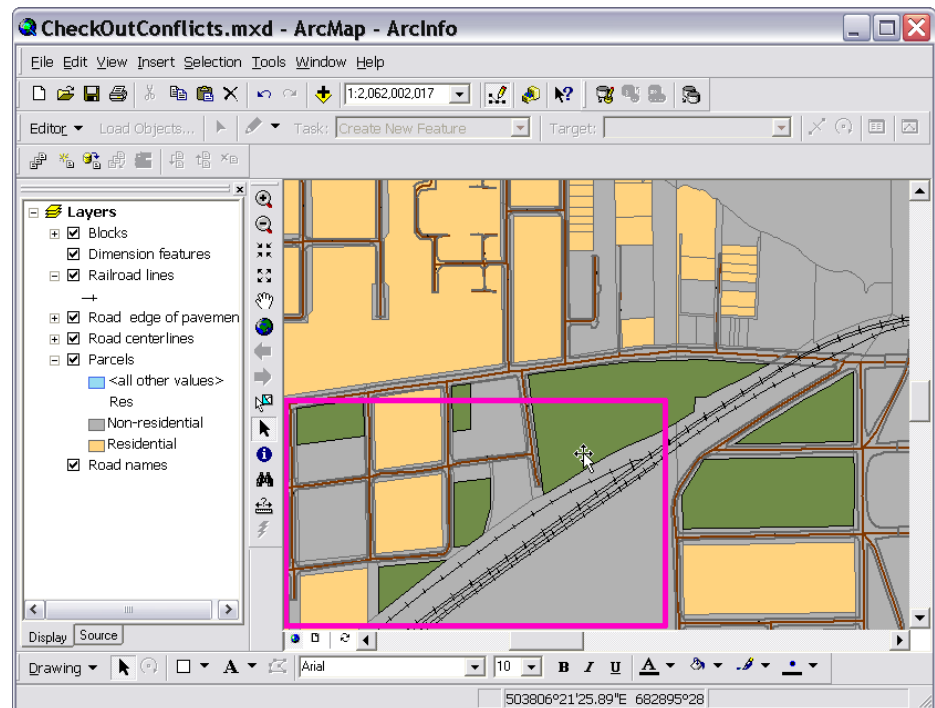 CheckOutConflicts.mxd - ArcMap - ArcInfo
File Edit View Insert Selection Tools Window Help
1:2,062,002,017
Editor Load Objects... Task: Create New Feature Target:
Layers
Blocks
Dimension features
Railroad lines
Road edge of pavemen
Road centerlines
Parcels
<all other values>
Res
Non-residential
Residential
Road names
Display Source
Drawing A Arial 10 B I U A
503806°21'25.89"E 682895°28